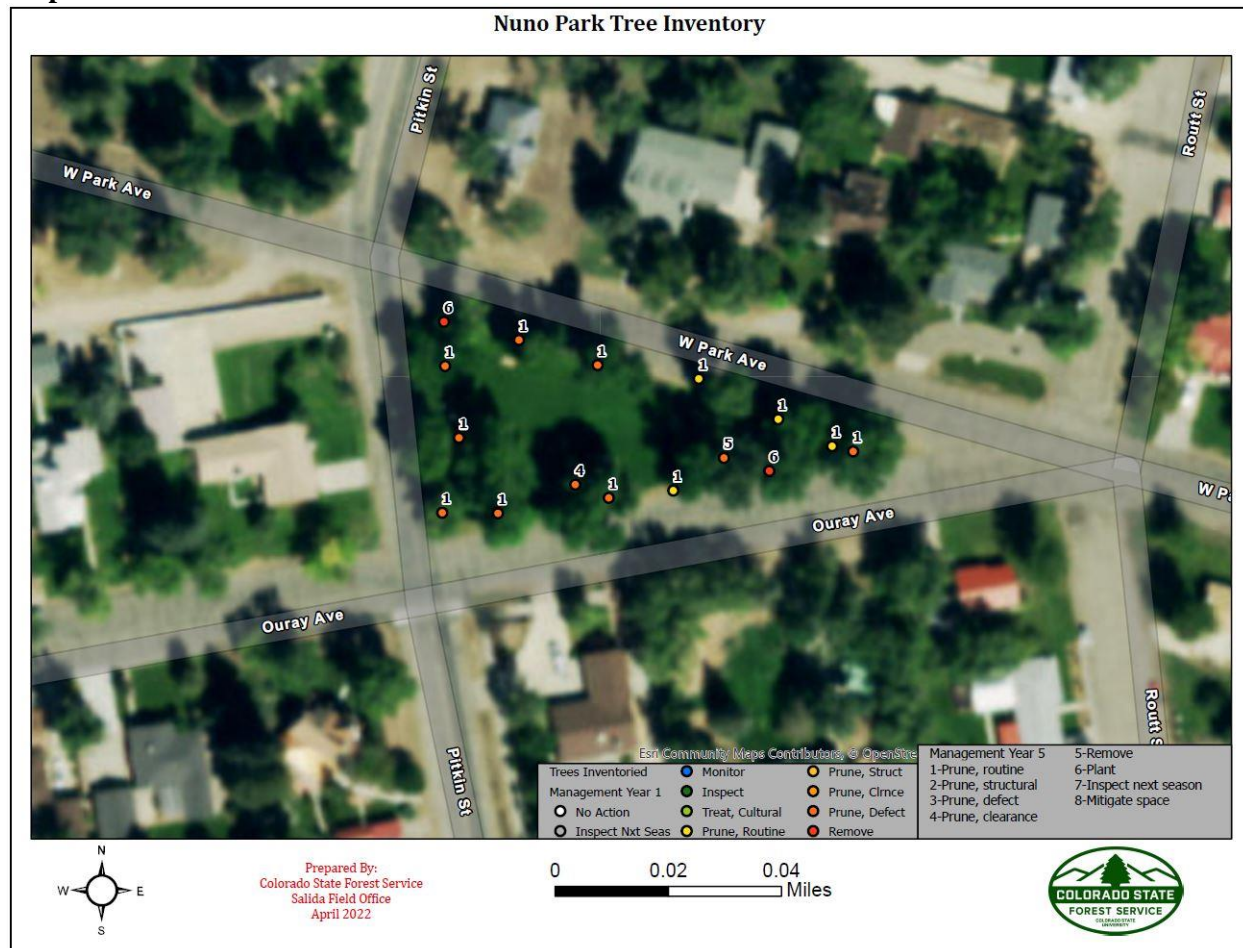 Nuno Park Tree Inventory
Pitkin St
Routt St
W Park Ave
W Park Ave
6
1
1
1
1
1
1
1
1
5
6
4
1
1
1
1
W Pa
Ouray Ave
Ouray Ave
Routt S
Pitkin St
Esri Community Maps Contributors, © OpenStre
Trees Inventoried
Management Year 1
No Action
Inspect Nxt Seas
Monitor
Inspect
Treat, Cultural
Prune, Routine
Prune, Struct
Prune, Clrnce
Prune, Defect
Remove
Management Year 5
1-Prune, routine
2-Prune, structural
3-Prune, defect
4-Prune, clearance
5-Remove
6-Plant
7-Inspect next season
8-Mitigate space
N
W
E
S
Prepared By:
Colorado State Forest Service
Salida Field Office
April 2022
0 0.02 0.04
Miles
COLORADO STATE
FOREST SERVICE
COLORADO STATE
UNIVERSITY